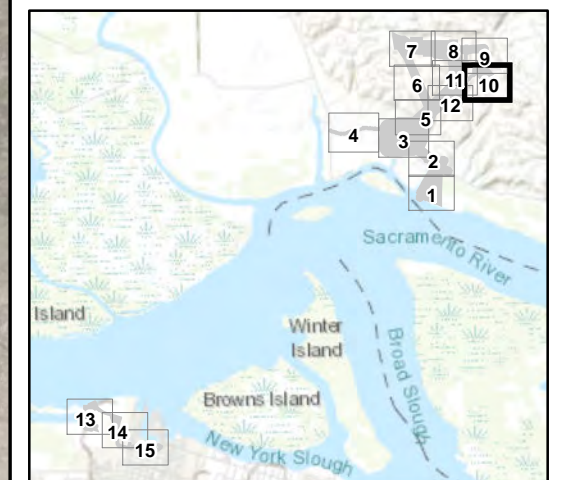 7 8 9
6 11 10
12
5
4 3
2
1
Sacramento River
Island
Winter
Island
Broad Slough
Browns Island
13
14
15
New York Slough